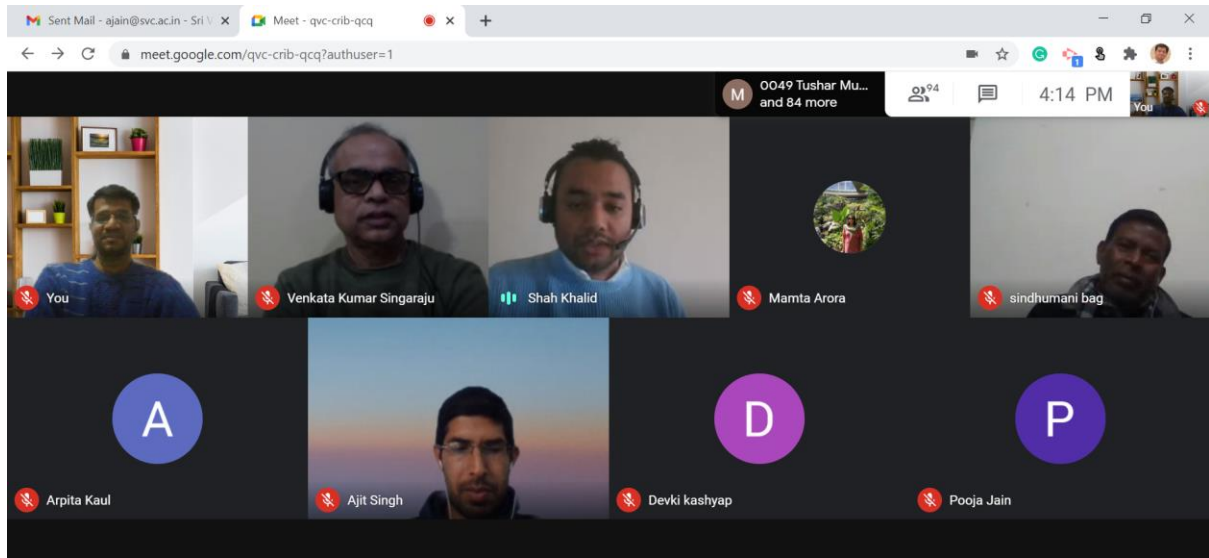 Sent Mail - ajain@svc.ac.in - Sri V
Meet - qvc-crib-qcq
meet.google.com/qvc-crib-qcq?authuser=1
1
M
0049 Tushar Mu...
and 84 more
94
4:14 PM
You
You
Venkata Kumar Singaraju
Shah Khalid
Mamta Arora
sindhumani bag
A
D
P
Arpita Kaul
Ajit Singh
Devki kashyap
Pooja Jain